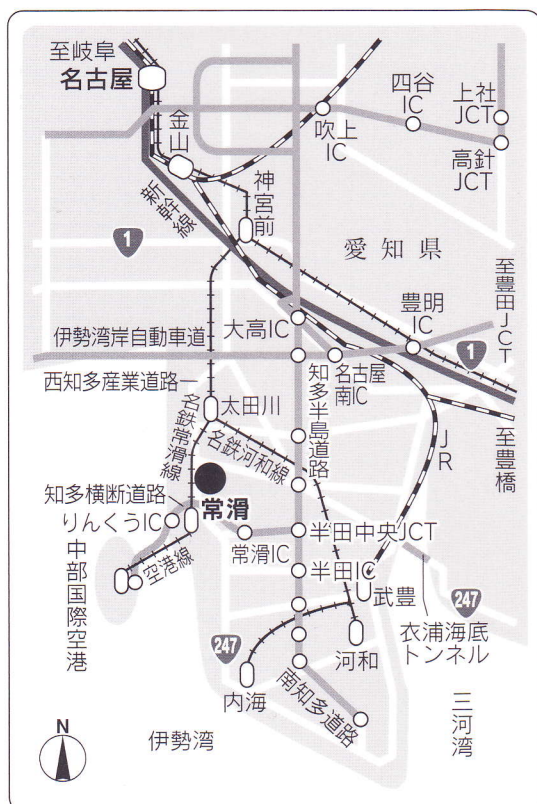 至岐阜
名古屋
金山
新幹線
神宮前
吹上
IC
四谷
IC
上社
JCT
高針
JCT
1
愛知県
至豊田JCT
大高IC
豊明
IC
1
伊勢湾岸自動車道
西知多産業道路
名古屋
南IC
知多半島道路
太田川
名鉄常滑線
名鉄河和線
JR
至豊橋
知多横断道路
りんくうIC
常滑
常滑IC
半田中央JCT
中部国際空港
空港線
半田IC
武豊
247
衣浦海底
トンネル
247
河和
内海
南知多道路
三河湾
伊勢湾
N